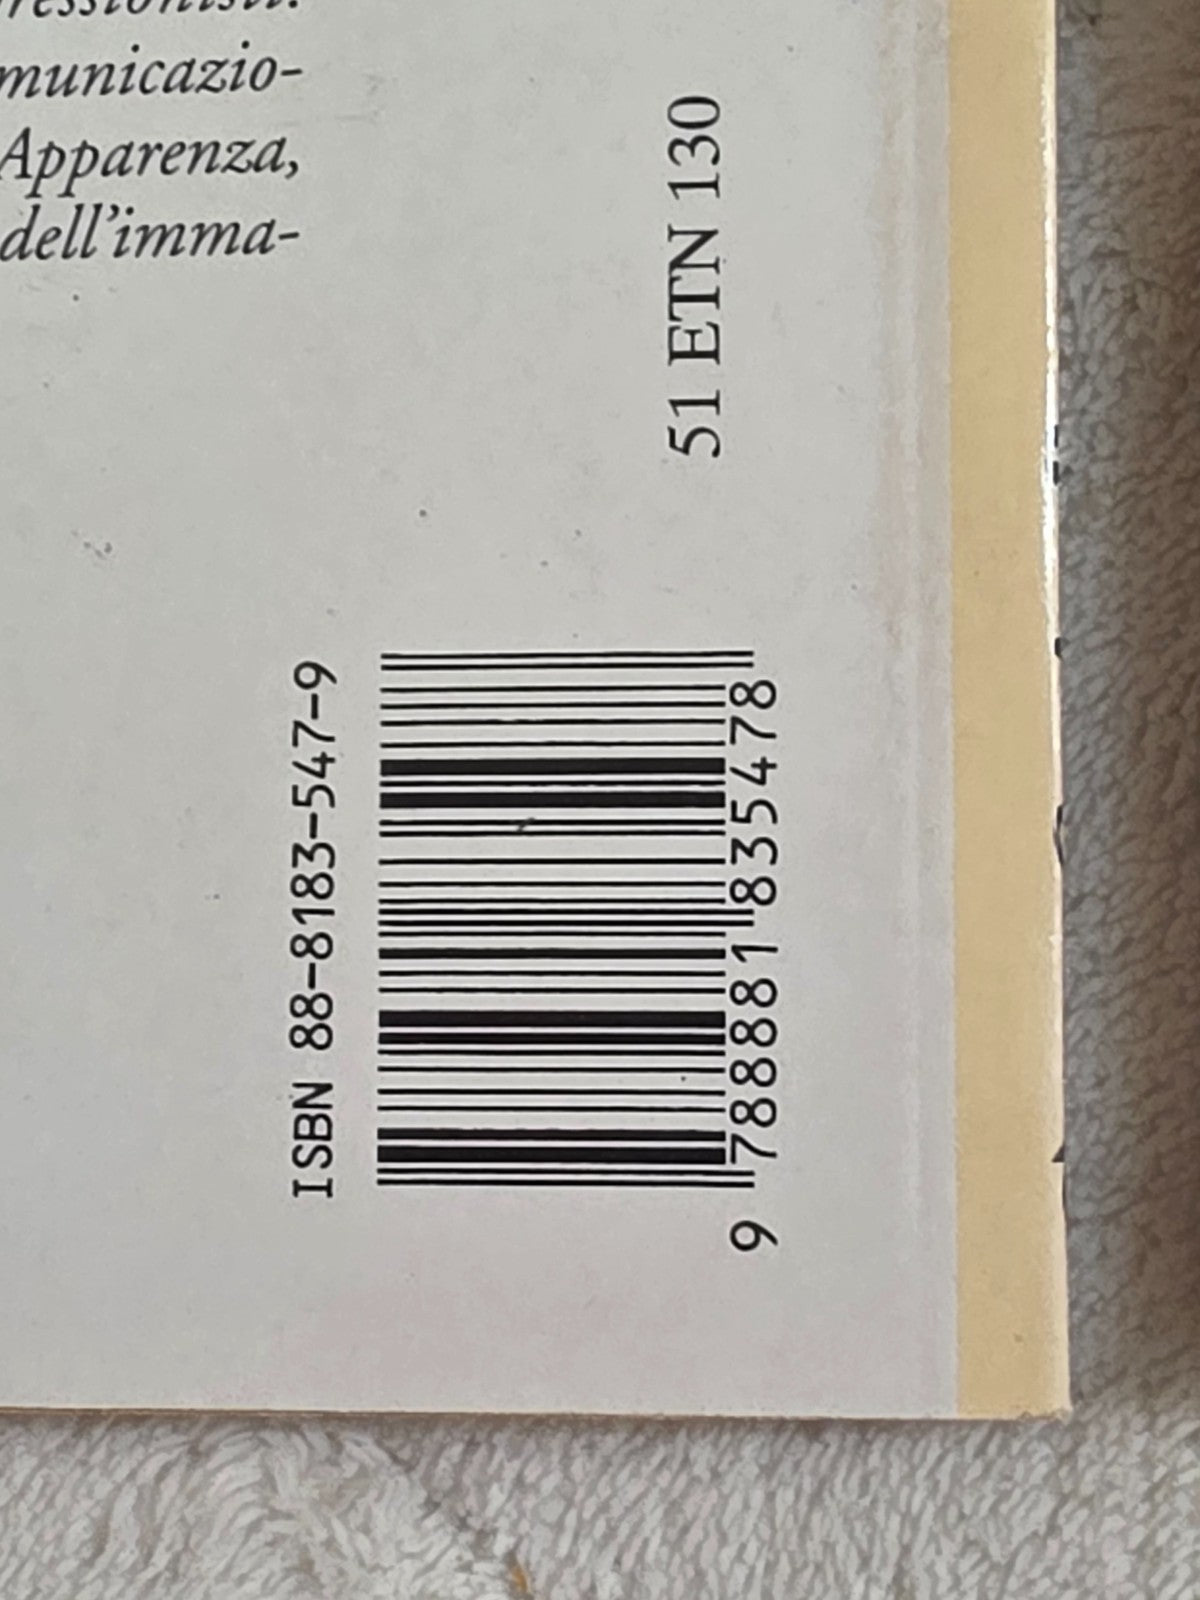 municazio-
Apparenza,
dell'imma-
51 ETN 130
ISBN 88-8183-547-9
9 788881 835478